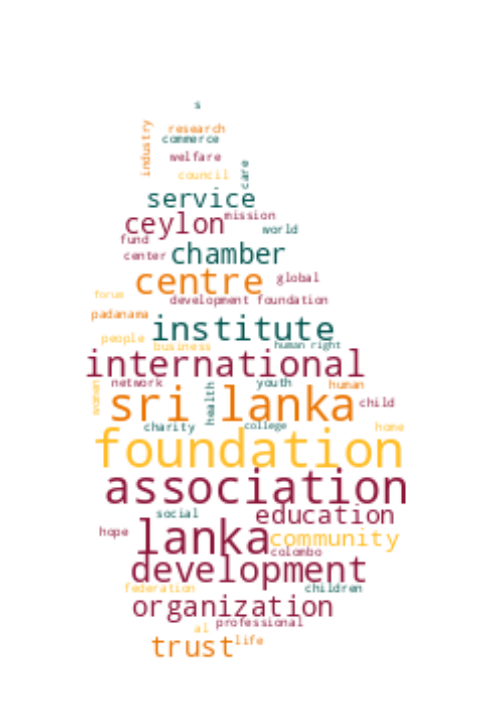 s
industry
research
commerce
welfare
care
council
service
ceylon
mission
world
fund
center
chamber
centre
global
forum
development foundation
padanama
institute
people
business
human right
international
women
network
health
youth
human
sri lanka
child
charity
college
home
foundation
association
social
education
hope
lanka
community
colombo
development
federation
children
organization
al
professional
trust
life